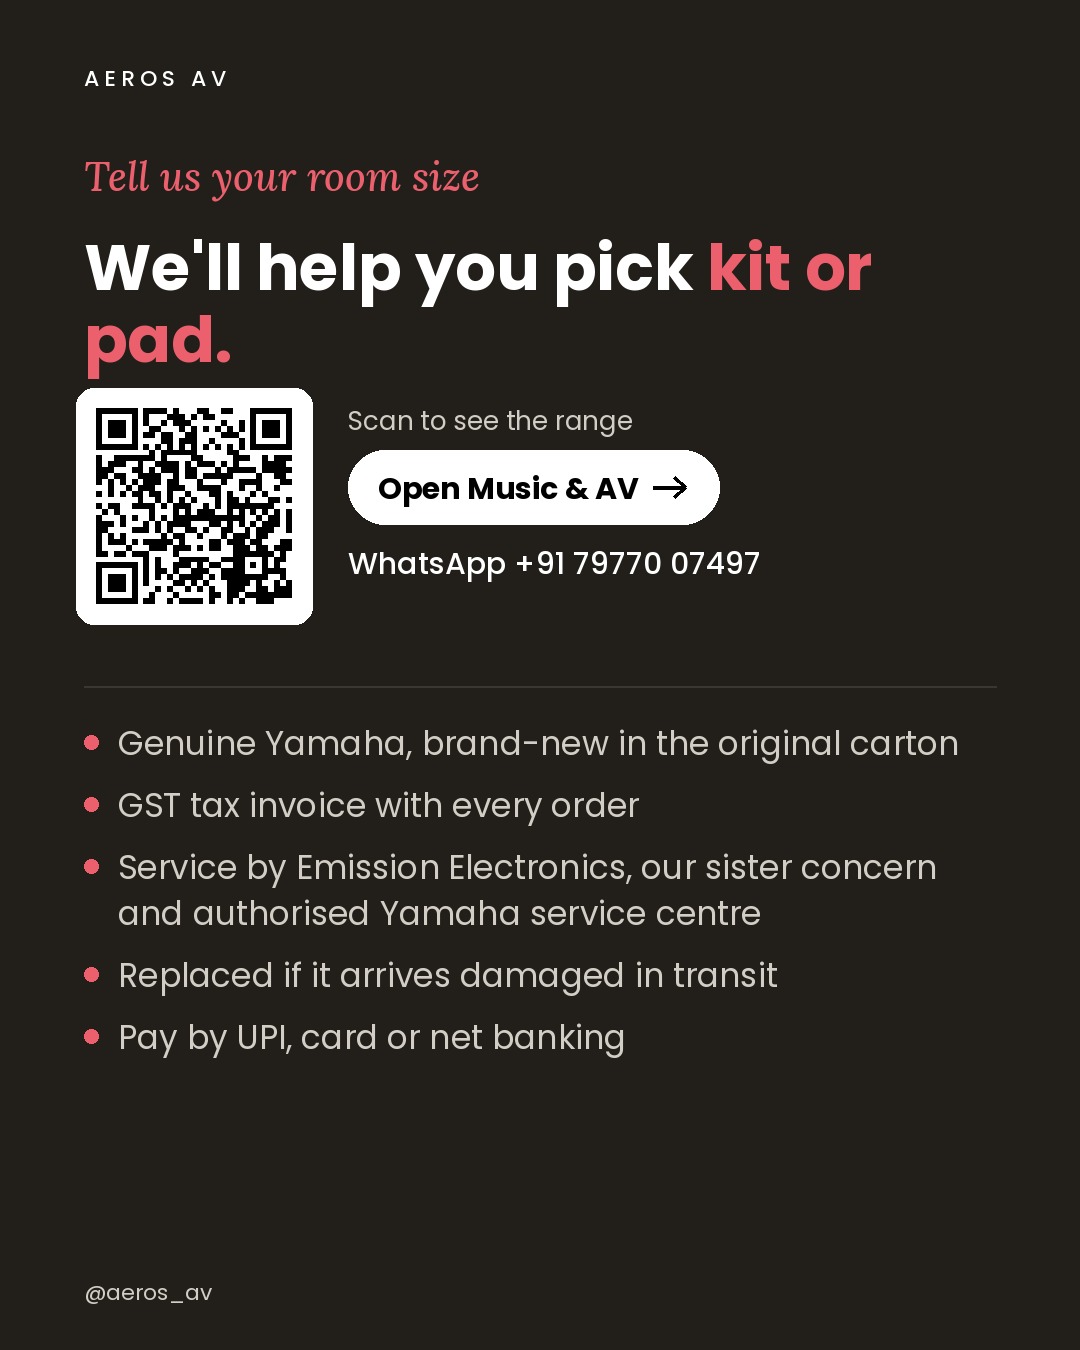 AEROS AV
Tell us your room size
We'll help you pick kit or
pad.
Scan to see the range
Open Music & AV →
WhatsApp +91 79770 07497
Genuine Yamaha, brand-new in the original carton
GST tax invoice with every order
Service by Emission Electronics, our sister concern
and authorised Yamaha service centre
Replaced if it arrives damaged in transit
Pay by UPI, card or net banking
@aeros_av